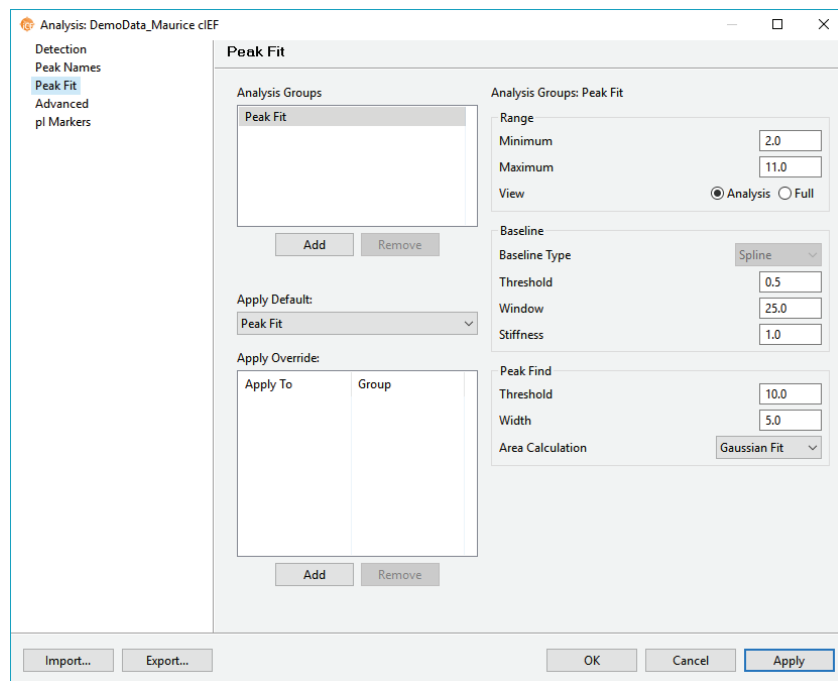 Analysis: DemoData_Maurice cIEF
Detection
Peak Names
Peak Fit
Advanced
pI Markers
Peak Fit
Analysis Groups
Peak Fit
Add
Remove
Apply Default:
Peak Fit
Apply Override:
Apply To
Group
Add
Remove
Analysis Groups: Peak Fit
Range
Minimum 2.0
Maximum 11.0
View Analysis Full
Baseline
Baseline Type Spline
Threshold 0.5
Window 25.0
Stiffness 1.0
Peak Find
Threshold 10.0
Width 5.0
Area Calculation Gaussian Fit
Import...
Export...
OK
Cancel
Apply